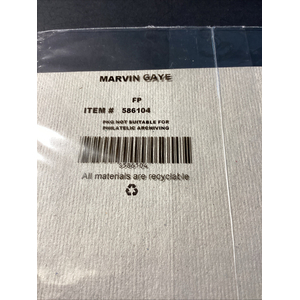 MARVIN GAYE
FP
ITEM # 586104
PKG NOT SUITABLE FOR
PHILATELIC ARCHIVING
586104
All materials are recyclable